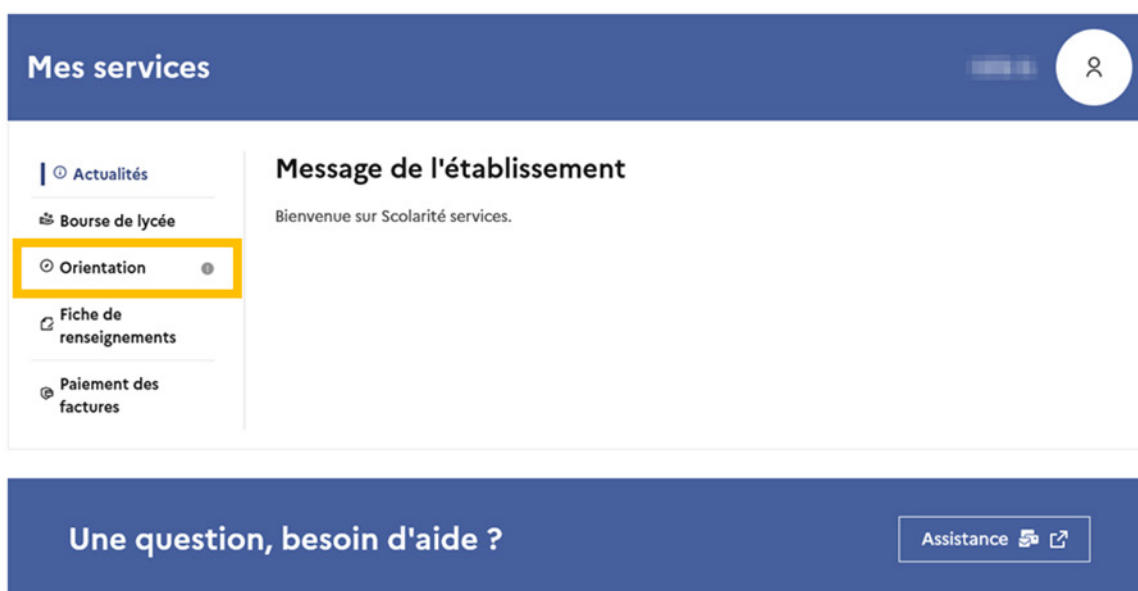 Mes services
Actualités
Bourse de lycée
Orientation
Fiche de
renseignements
Paiement des
factures
Message de l'établissement
Bienvenue sur Scolarité services.
Une question, besoin d'aide ?
Assistance